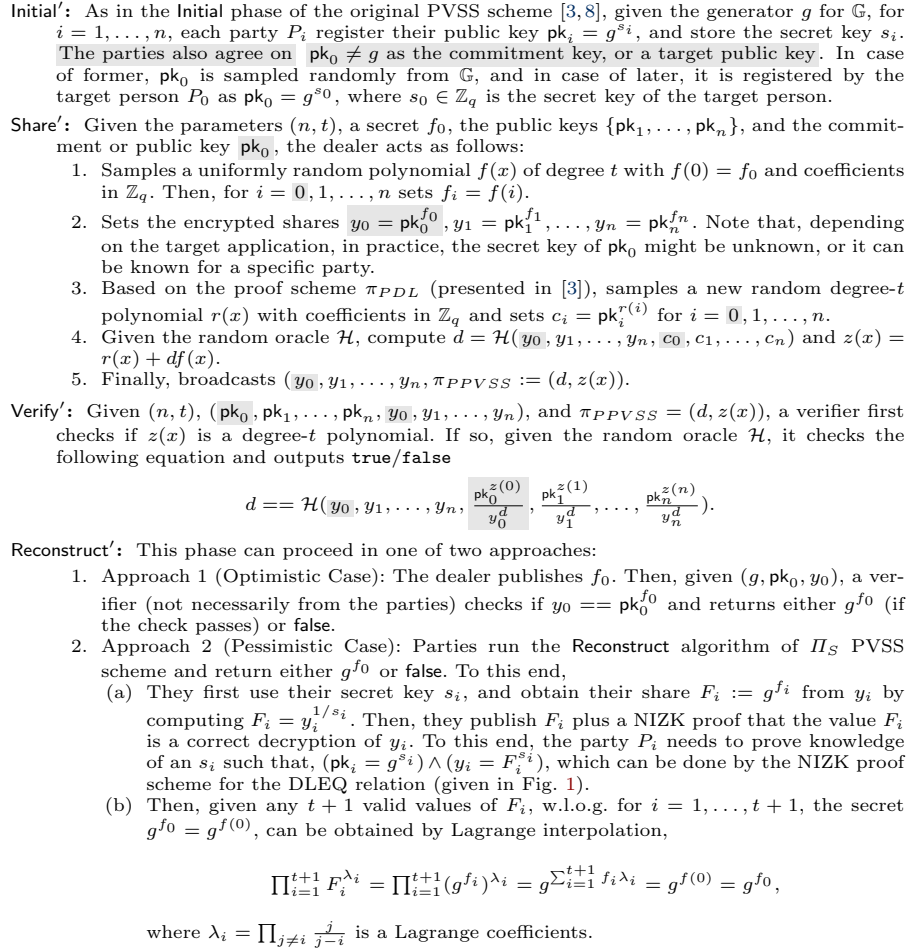 Initial′: As in the Initial phase of the original PVSS scheme [3,8], given the generator g for 𝔾, for
i = 1, . . . , n, each party P_i register their public key pk_i = g^{s_i}, and store the secret key s_i.
The parties also agree on pk_0 ≠ g as the commitment key, or a target public key. In case
of former, pk_0 is sampled randomly from 𝔾, and in case of later, it is registered by the
target person P_0 as pk_0 = g^{s_0}, where s_0 ∈ ℤ_q is the secret key of the target person.
Share′: Given the parameters (n, t), a secret f_0, the public keys {pk_1, . . . , pk_n}, and the commit-
ment or public key pk_0, the dealer acts as follows:
1. Samples a uniformly random polynomial f(x) of degree t with f(0) = f_0 and coefficients
in ℤ_q. Then, for i = 0, 1, . . . , n sets f_i = f(i).
2. Sets the encrypted shares y_0 = pk_0^{f_0}, y_1 = pk_1^{f_1}, . . . , y_n = pk_n^{f_n}. Note that, depending
on the target application, in practice, the secret key of pk_0 might be unknown, or it can
be known for a specific party.
3. Based on the proof scheme π_{PDL} (presented in [3]), samples a new random degree-t
polynomial r(x) with coefficients in ℤ_q and sets c_i = pk_i^{r(i)} for i = 0, 1, . . . , n.
4. Given the random oracle ℋ, compute d = ℋ(y_0, y_1, . . . , y_n, c_0, c_1, . . . , c_n) and z(x) =
r(x) + df(x).
5. Finally, broadcasts (y_0, y_1, . . . , y_n, π_{PPVSS} := (d, z(x)).
Verify′: Given (n, t), (pk_0, pk_1, . . . , pk_n, y_0, y_1, . . . , y_n), and π_{PPVSS} = (d, z(x)), a verifier first
checks if z(x) is a degree-t polynomial. If so, given the random oracle ℋ, it checks the
following equation and outputs true/false
d == ℋ(y_0, y_1, . . . , y_n, pk_0^{z(0)}/y_0^d, pk_1^{z(1)}/y_1^d, . . . , pk_n^{z(n)}/y_n^d).
Reconstruct′: This phase can proceed in one of two approaches:
1. Approach 1 (Optimistic Case): The dealer publishes f_0. Then, given (g, pk_0, y_0), a ver-
ifier (not necessarily from the parties) checks if y_0 == pk_0^{f_0} and returns either g^{f_0} (if
the check passes) or false.
2. Approach 2 (Pessimistic Case): Parties run the Reconstruct algorithm of Π_S PVSS
scheme and return either g^{f_0} or false. To this end,
(a) They first use their secret key s_i, and obtain their share F_i := g^{f_i} from y_i by
computing F_i = y_i^{1/s_i}. Then, they publish F_i plus a NIZK proof that the value F_i
is a correct decryption of y_i. To this end, the party P_i needs to prove knowledge
of an s_i such that, (pk_i = g^{s_i}) ∧ (y_i = F_i^{s_i}), which can be done by the NIZK proof
scheme for the DLEQ relation (given in Fig. 1).
(b) Then, given any t + 1 valid values of F_i, w.l.o.g. for i = 1, . . . , t + 1, the secret
g^{f_0} = g^{f(0)}, can be obtained by Lagrange interpolation,
∏_{i=1}^{t+1} F_i^{λ_i} = ∏_{i=1}^{t+1} (g^{f_i})^{λ_i} = g^{∑_{i=1}^{t+1} f_i λ_i} = g^{f(0)} = g^{f_0},
where λ_i = ∏_{j≠i} j/(j−i) is a Lagrange coefficients.